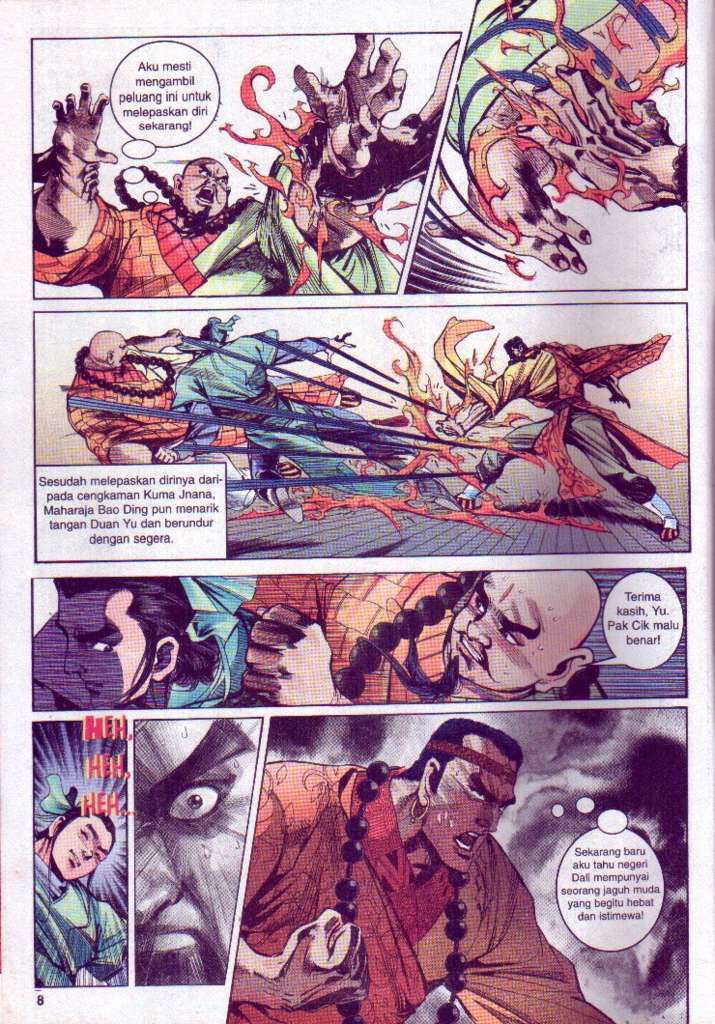 Aku mesti
mengambil
peluang ini untuk
melepaskan diri
sekarang!
Sesudah melepaskan dirinya dari-
pada cengkaman Kuma Jnana,
Maharaja Bao Ding pun menarik
tangan Duan Yu dan berundur
dengan segera.
Terima
kasih, Yu.
Pak Cik malu
benar!
HEH,
HEH,
HEH...
Sekarang baru
aku tahu negeri
Dali mempunyai
seorang jaguh muda
yang begitu hebat
dan istimewa!
8